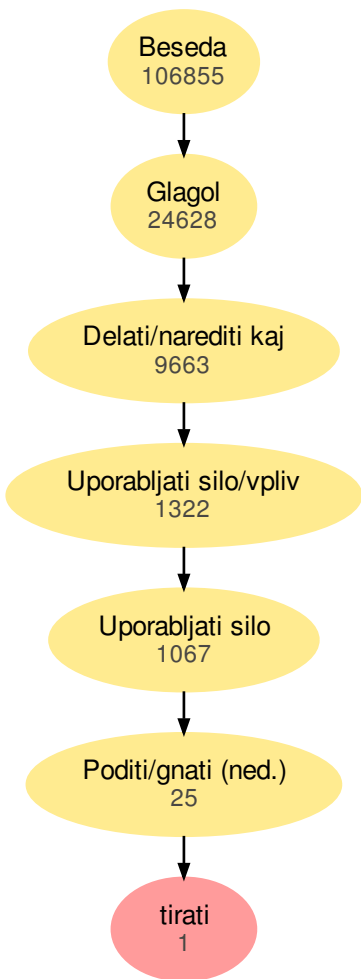 Beseda
106855
Glagol
24628
Delati/narediti kaj
9663
Uporabljati silo/vpliv
1322
Uporabljati silo
1067
Poditi/gnati (ned.)
25
tirati
1